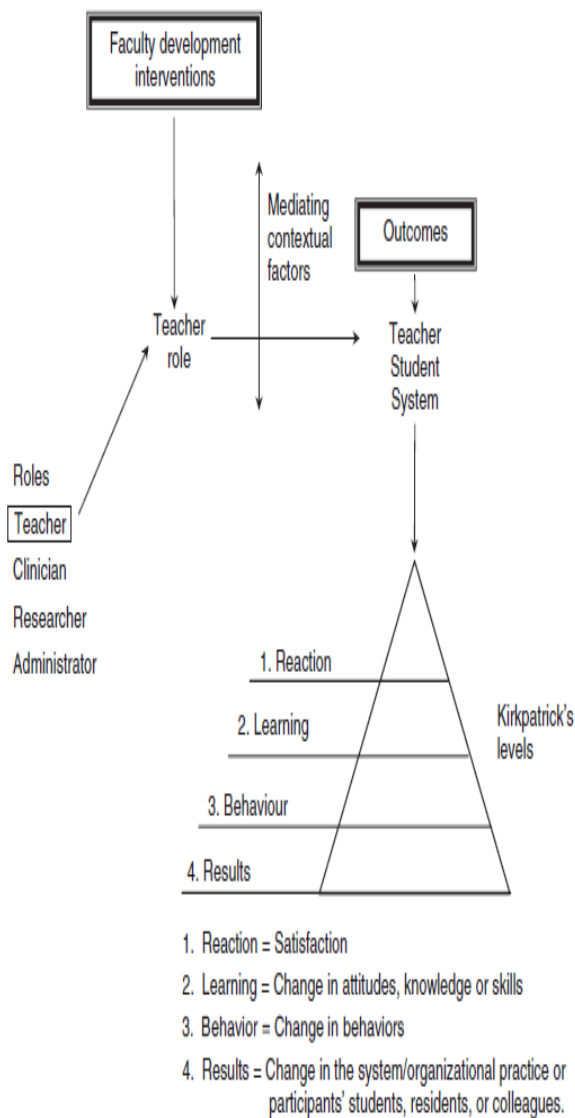 Faculty development
interventions
Mediating
contextual
factors
Outcomes
Teacher
role
Teacher
Student
System
Roles
Teacher
Clinician
Researcher
Administrator
1. Reaction
2. Learning
3. Behaviour
4. Results
Kirkpatrick's
levels
1. Reaction = Satisfaction
2. Learning = Change in attitudes, knowledge or skills
3. Behavior = Change in behaviors
4. Results = Change in the system/organizational practice or
participants' students, residents, or colleagues.